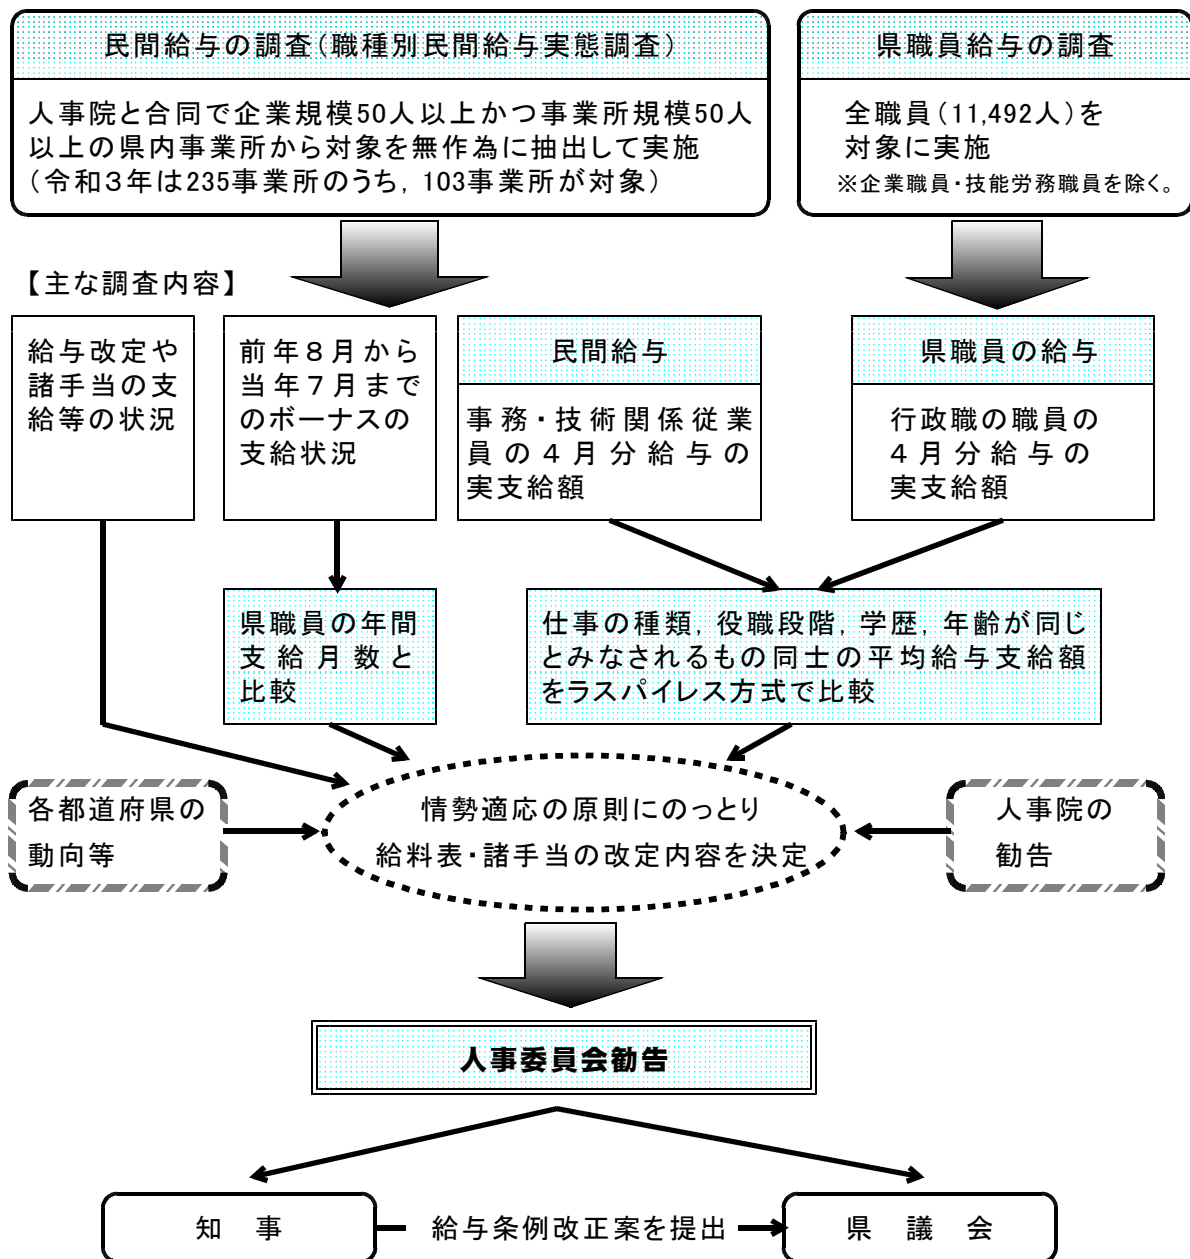 民間給与の調査（職種別民間給与実態調査）
人事院と合同で企業規模50人以上かつ事業所規模50人
以上の県内事業所から対象を無作為に抽出して実施
（令和３年は235事業所のうち，103事業所が対象）
県職員給与の調査
全職員（11,492人）を
対象に実施
※企業職員・技能労務職員を除く。
【主な調査内容】
給与改定や
諸手当の支
給等の状況
前年８月から
当年７月まで
のボーナスの
支給状況
民間給与
事務・技術関係従業
員の４月分給与の
実支給額
県職員の給与
行政職の職員の
４月分給与の
実支給額
県職員の年間
支給月数と
比較
仕事の種類，役職段階，学歴，年齢が同じ
とみなされるもの同士の平均給与支給額
をラスパイレス方式で比較
各都道府県の
動向等
情勢適応の原則にのっとり
給料表・諸手当の改定内容を決定
人事院の
勧告
人事委員会勧告
知　事
給与条例改正案を提出
県　議　会